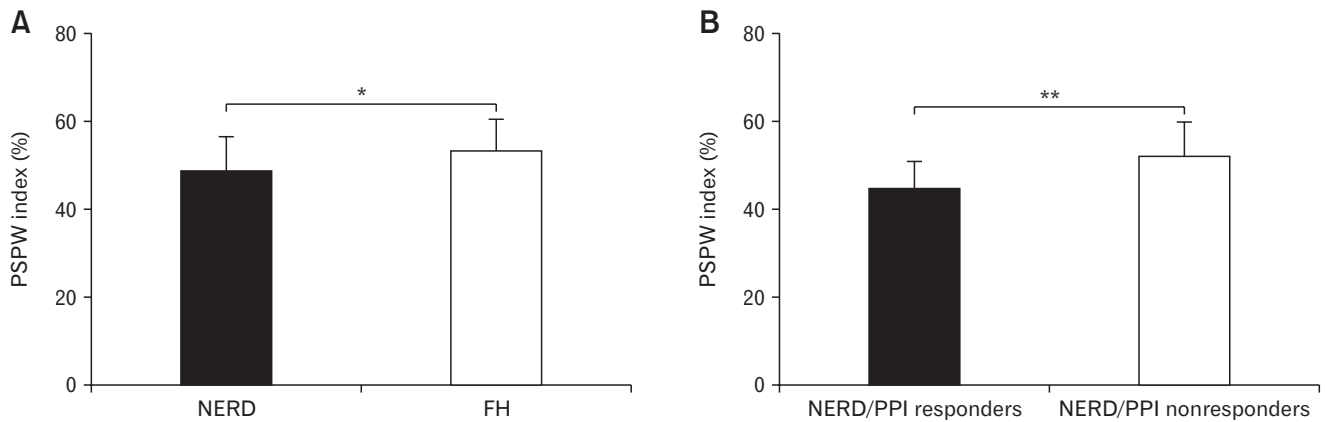 A
PSPW index (%)
80
60
40
20
0
*
NERD
FH
B
PSPW index (%)
80
60
40
20
0
**
NERD/PPI responders
NERD/PPI nonresponders